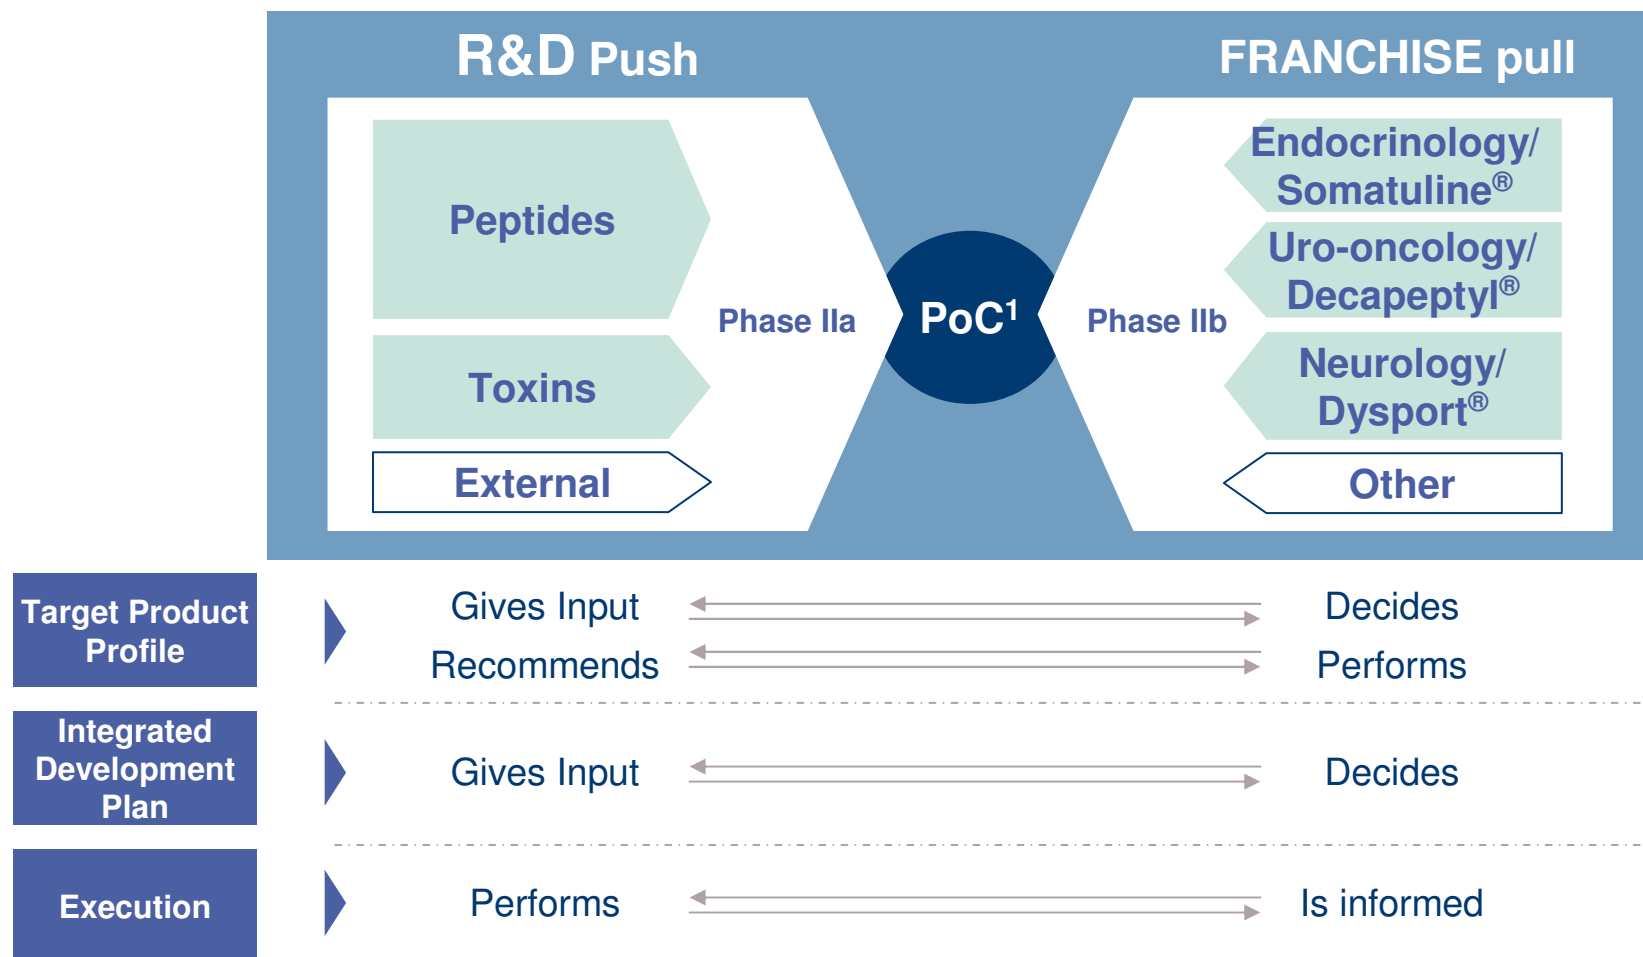 R&D Push
FRANCHISE pull
Peptides
Toxins
External
Phase IIa
PoC¹
Phase IIb
Endocrinology/
Somatuline®
Uro-oncology/
Decapeptyl®
Neurology/
Dysport®
Other
Target Product
Profile
Gives Input
Decides
Recommends
Performs
Integrated
Development
Plan
Gives Input
Decides
Execution
Performs
Is informed